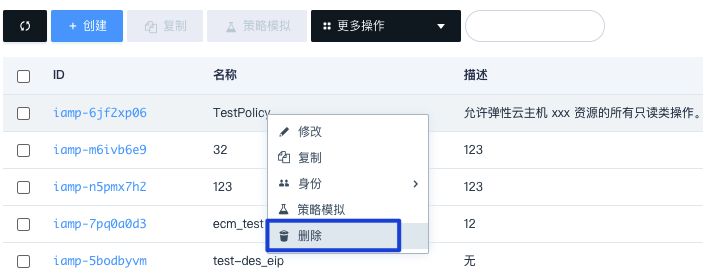 + 创建 复制 策略模拟 更多操作
ID 名称 描述
iamp-6jf2xp06 TestPolicy 允许弹性云主机 xxx 资源的所有只读类操作。
修改
iamp-m6ivb6e9 32 123
复制
iamp-n5pmx7h2 123 身份 123
策略模拟
iamp-7pq0a0d3 ecm_test 12
删除
iamp-5bodbyvm test-des_eip 无